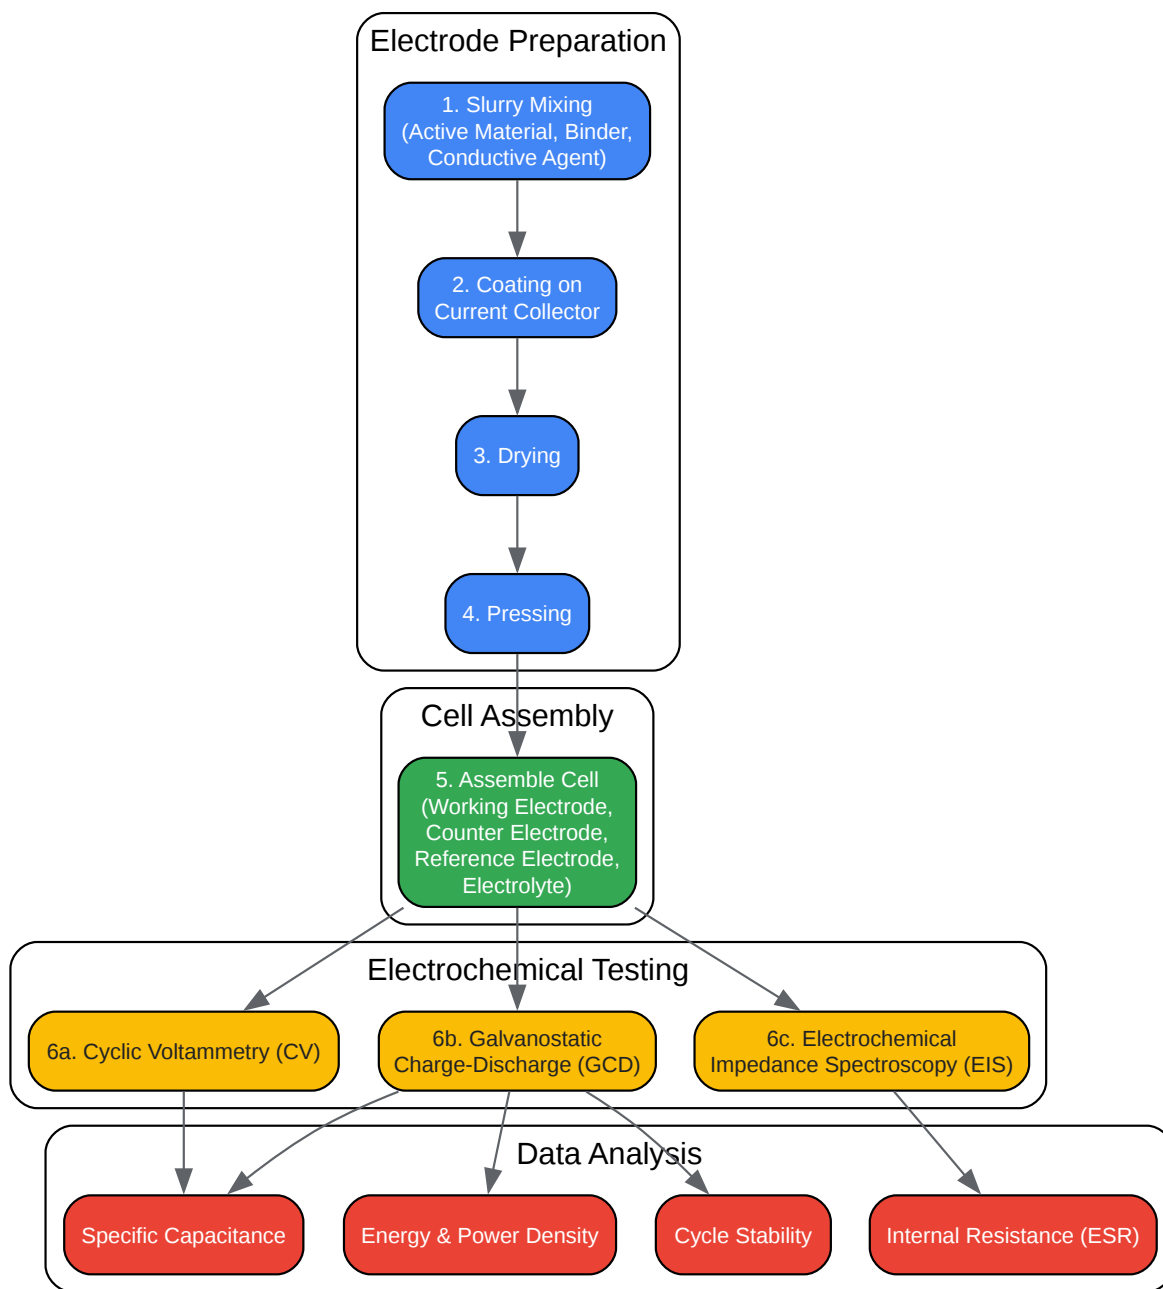 Electrode Preparation
1. Slurry Mixing
(Active Material, Binder,
Conductive Agent)
2. Coating on
Current Collector
3. Drying
4. Pressing
Cell Assembly
5. Assemble Cell
(Working Electrode,
Counter Electrode,
Reference Electrode,
Electrolyte)
Electrochemical Testing
6a. Cyclic Voltammetry (CV)
6b. Galvanostatic
Charge-Discharge (GCD)
6c. Electrochemical
Impedance Spectroscopy (EIS)
Data Analysis
Specific Capacitance
Energy & Power Density
Cycle Stability
Internal Resistance (ESR)